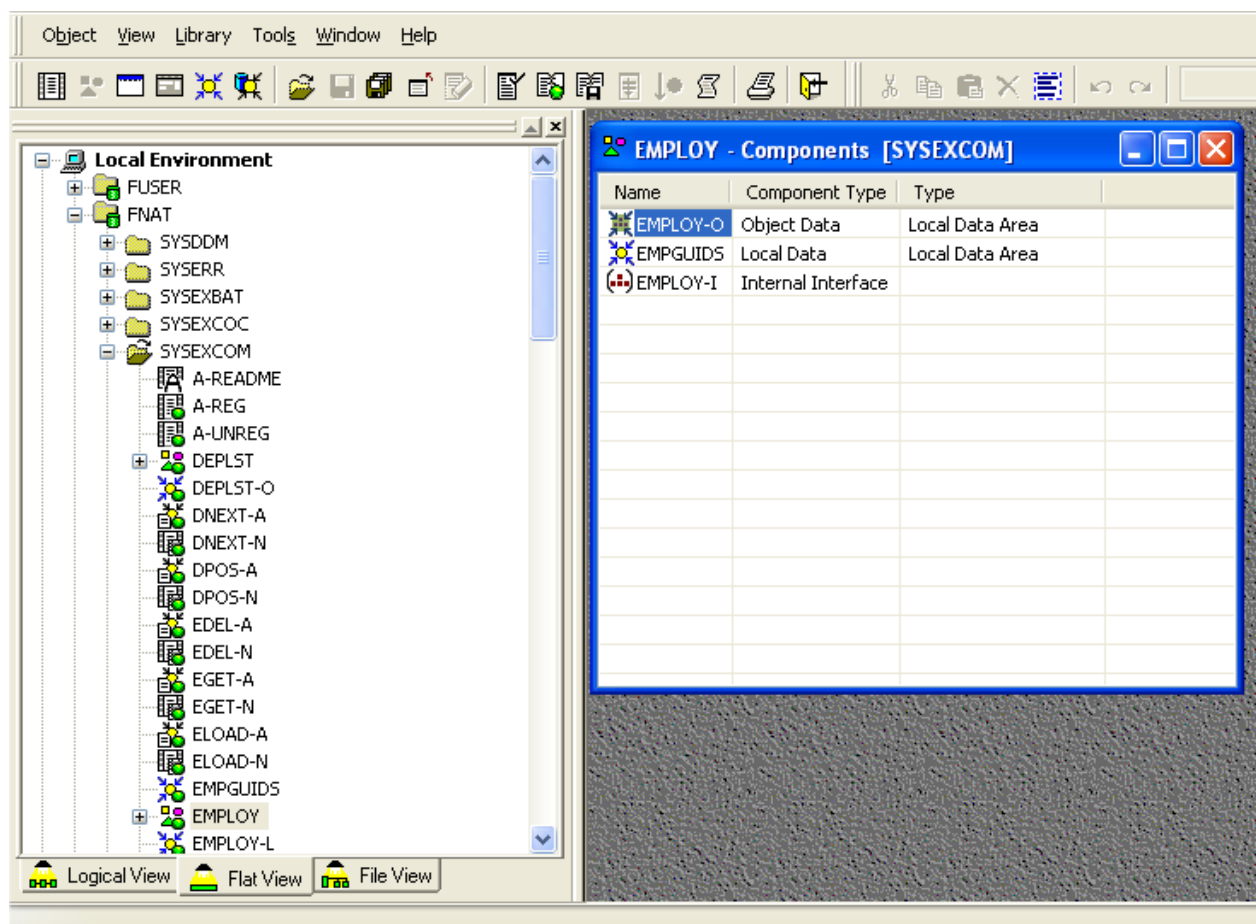 Object View Library Tools Window Help
Local Environment
FUSER
FNAT
SYSDDM
SYSERR
SYSEXBAT
SYSEXCOC
SYSEXCOM
A-README
A-REG
A-UNREG
DEPLST
DEPLST-O
DNEXT-A
DNEXT-N
DPOS-A
DPOS-N
EDEL-A
EDEL-N
EGET-A
EGET-N
ELOAD-A
ELOAD-N
EMPGUIDS
EMPLOY
EMPLOY-L
Logical View Flat View File View
EMPLOY - Components [SYSEXCOM]
Name Component Type Type
EMPLOY-O Object Data Local Data Area
EMPGUIDS Local Data Local Data Area
EMPLOY-I Internal Interface